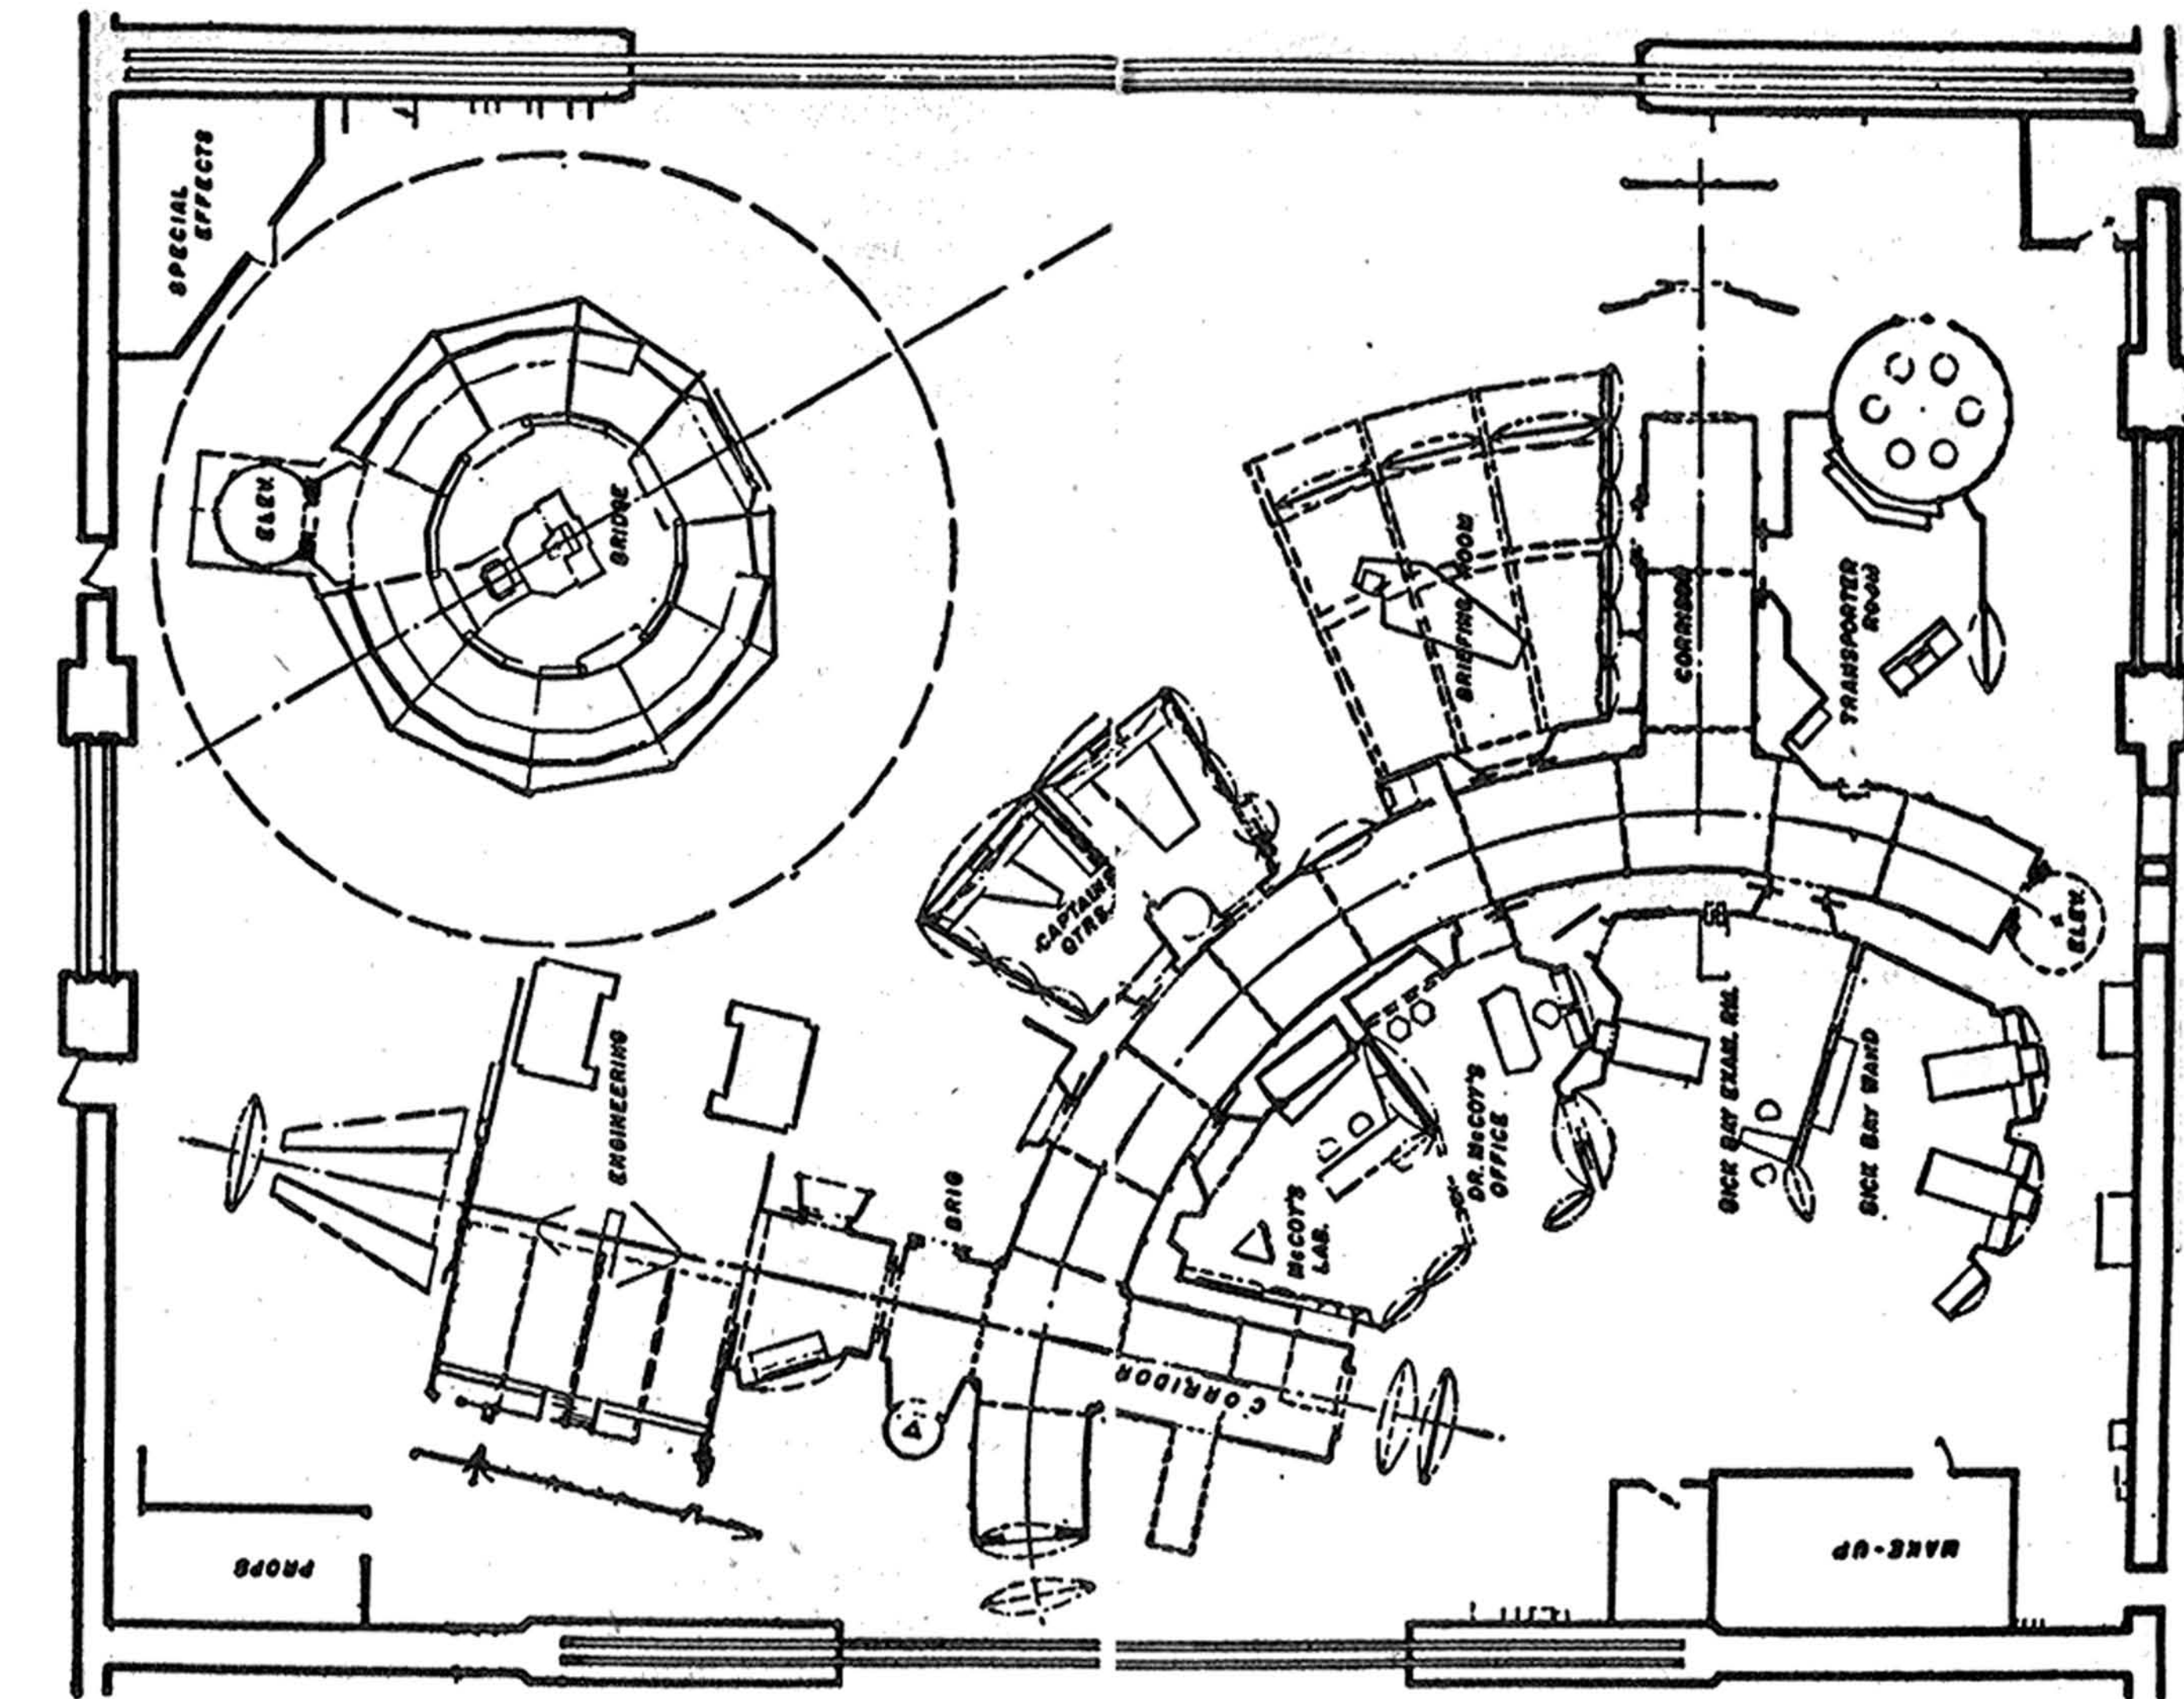 SPECIAL
EFFECTS
ELEV.
BRIDGE
BRIEFING ROOM
CORRIDOR
TRANSPORTER
ROOM
CAPTAINS
QTRS.
ELEV.
ENGINEERING
BRIG
DR. McCOY'S
OFFICE
SICK BAY EXAM. RM.
SICK BAY WARD
McCOY'S
LAB.
CORRIDOR
PROPS
MAKE-UP